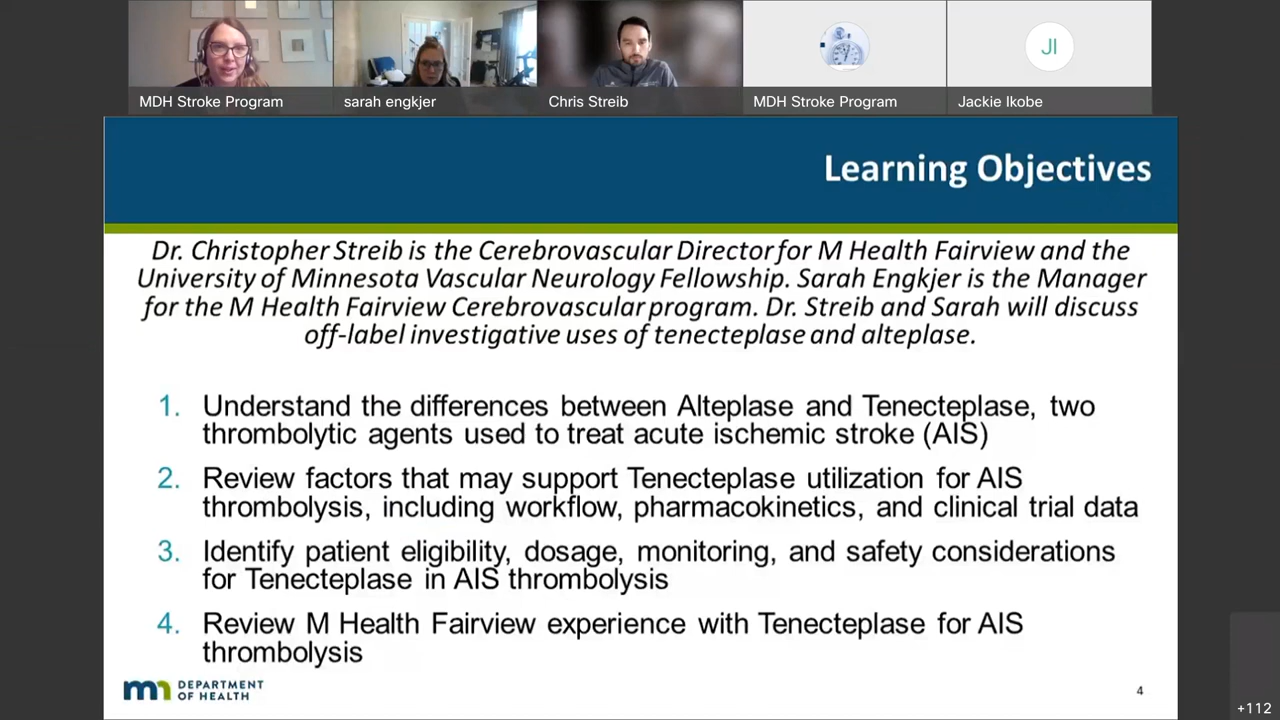 MDH Stroke Program
sarah engkjer
Chris Streib
MDH Stroke Program
JI
Jackie Ikobe
Learning Objectives
Dr. Christopher Streib is the Cerebrovascular Director for M Health Fairview and the
University of Minnesota Vascular Neurology Fellowship. Sarah Engkjer is the Manager
for the M Health Fairview Cerebrovascular program. Dr. Streib and Sarah will discuss
off-label investigative uses of tenecteplase and alteplase.
1. Understand the differences between Alteplase and Tenecteplase, two
thrombolytic agents used to treat acute ischemic stroke (AIS)
2. Review factors that may support Tenecteplase utilization for AIS
thrombolysis, including workflow, pharmacokinetics, and clinical trial data
3. Identify patient eligibility, dosage, monitoring, and safety considerations
for Tenecteplase in AIS thrombolysis
4. Review M Health Fairview experience with Tenecteplase for AIS
thrombolysis
mn DEPARTMENT
OF HEALTH
4
+112